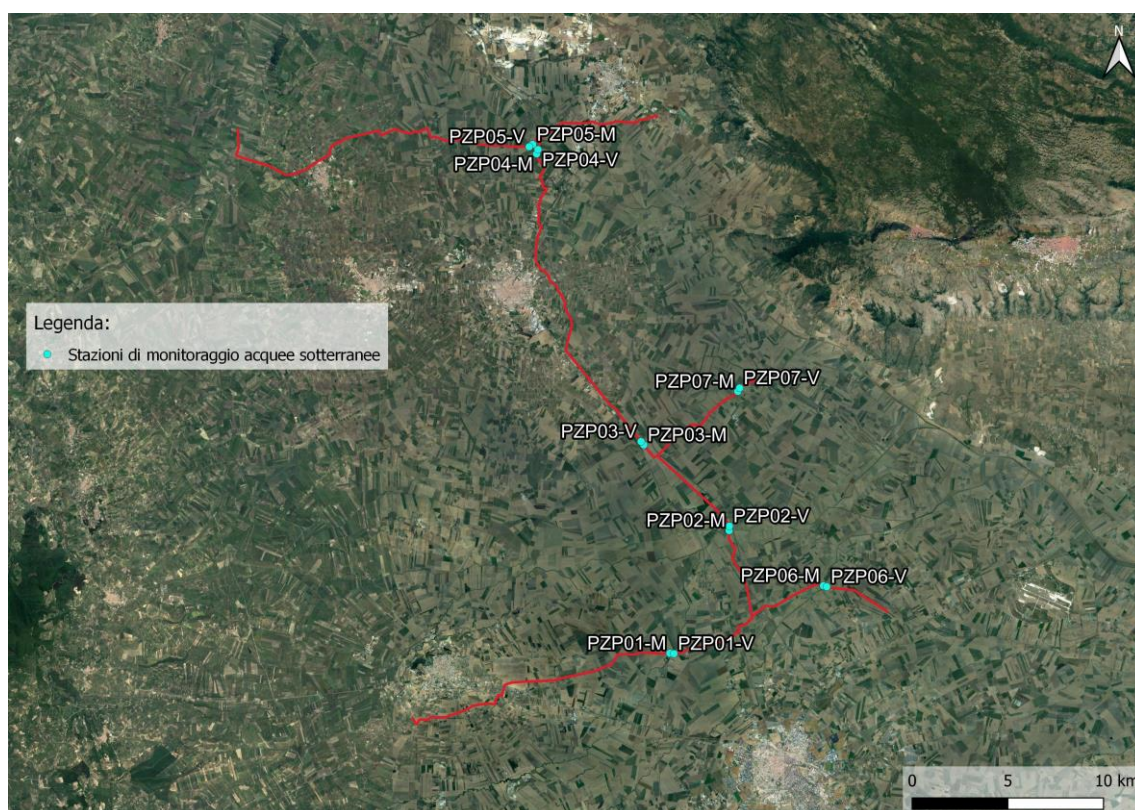 N
PZP05-V PZP05-M
PZP04-M PZP04-V
Legenda:
Stazioni di monitoraggio acquee sotterranee
PZP07-M PZP07-V
PZP03-V PZP03-M
PZP02-M PZP02-V
PZP06-M PZP06-V
PZP01-M PZP01-V
0 5 10 km